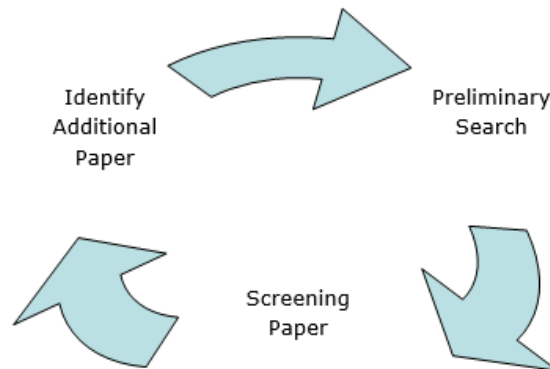 Identify
Additional
Paper
Preliminary
Search
Screening
Paper